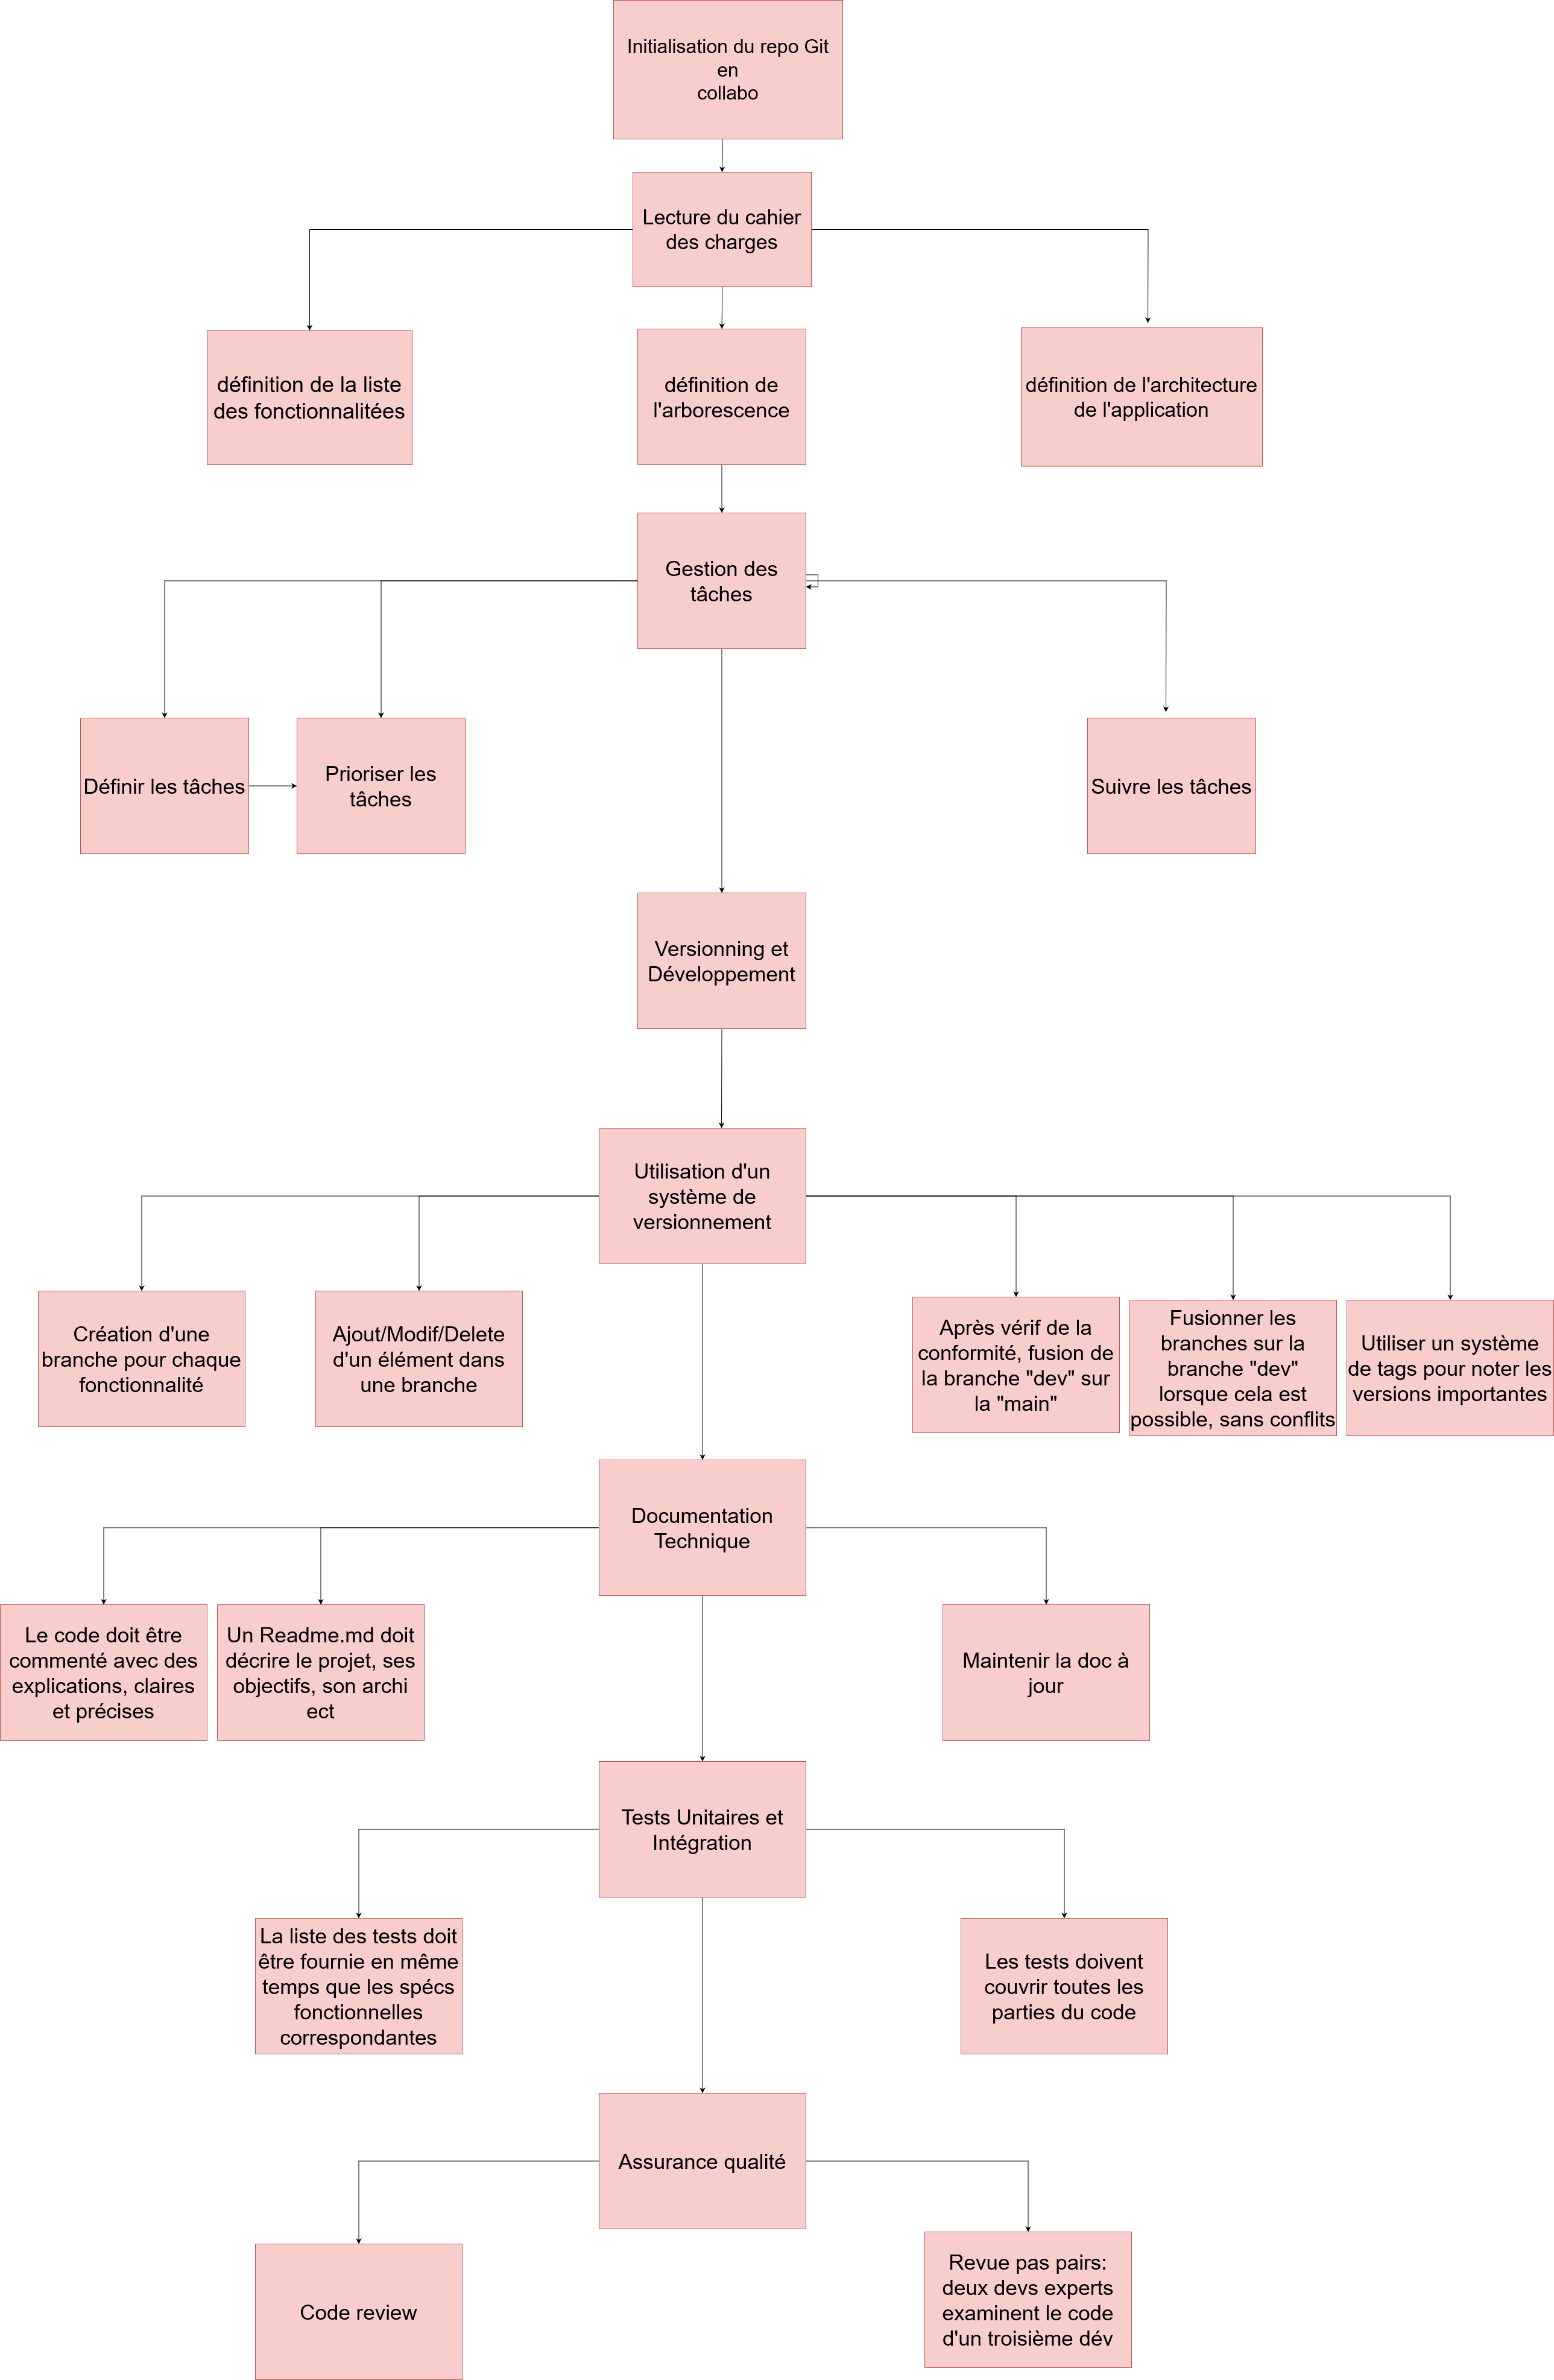 Initialisation du repo Git
en
collabo
Lecture du cahier
des charges
définition de la liste
des fonctionnalitées
définition de
l'arborescence
définition de l'architecture
de l'application
Gestion des
tâches
Définir les tâches
Prioriser les
tâches
Suivre les tâches
Versionning et
Développement
Utilisation d'un
système de
versionnement
Création d'une
branche pour chaque
fonctionnalité
Ajout/Modif/Delete
d'un élément dans
une branche
Après vérif de la
conformité, fusion de
la branche "dev" sur
la "main"
Fusionner les
branches sur la
branche "dev"
lorsque cela est
possible, sans conflits
Utiliser un système
de tags pour noter les
versions importantes
Documentation
Technique
Le code doit être
commenté avec des
explications, claires
et précises
Un Readme.md doit
décrire le projet, ses
objectifs, son archi
ect
Maintenir la doc à
jour
Tests Unitaires et
Intégration
La liste des tests doit
être fournie en même
temps que les spécs
fonctionnelles
correspondantes
Les tests doivent
couvrir toutes les
parties du code
Assurance qualité
Code review
Revue pas pairs:
deux devs experts
examinent le code
d'un troisième dév